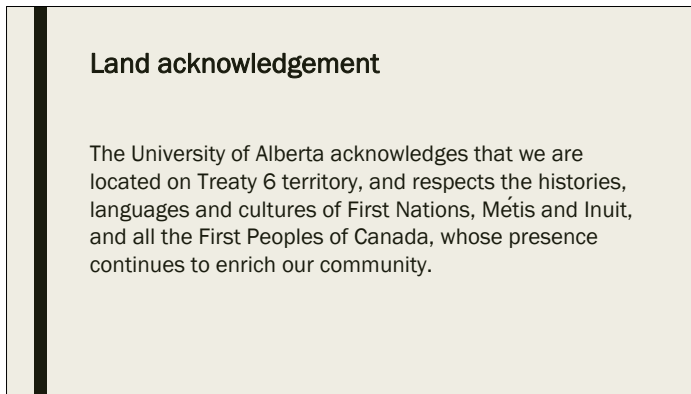 Land acknowledgement
The University of Alberta acknowledges that we are
located on Treaty 6 territory, and respects the histories,
languages and cultures of First Nations, Métis and Inuit,
and all the First Peoples of Canada, whose presence
continues to enrich our community.